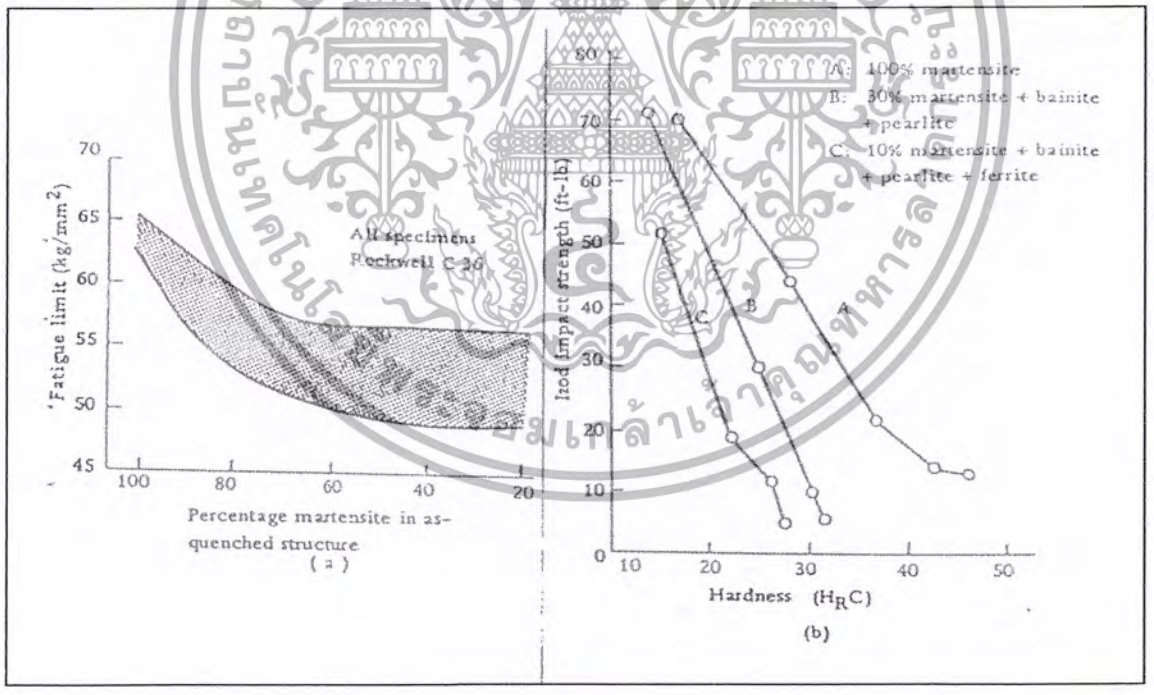 70
65
60
55
50
45
Fatigue limit (kg/mm²)
All specimens
Rockwell C 36
100
80
60
40
20
Percentage martensite in as-
quenched structure
(a)
80
70
60
50
40
30
20
10
0
Izod impact strength (ft-lb)
A: 100% martensite
B: 30% martensite + bainite
+ pearlite
C: 10% martensite + bainite
+ pearlite + ferrite
C
B
A
10
20
30
40
50
Hardness (HRC)
(b)